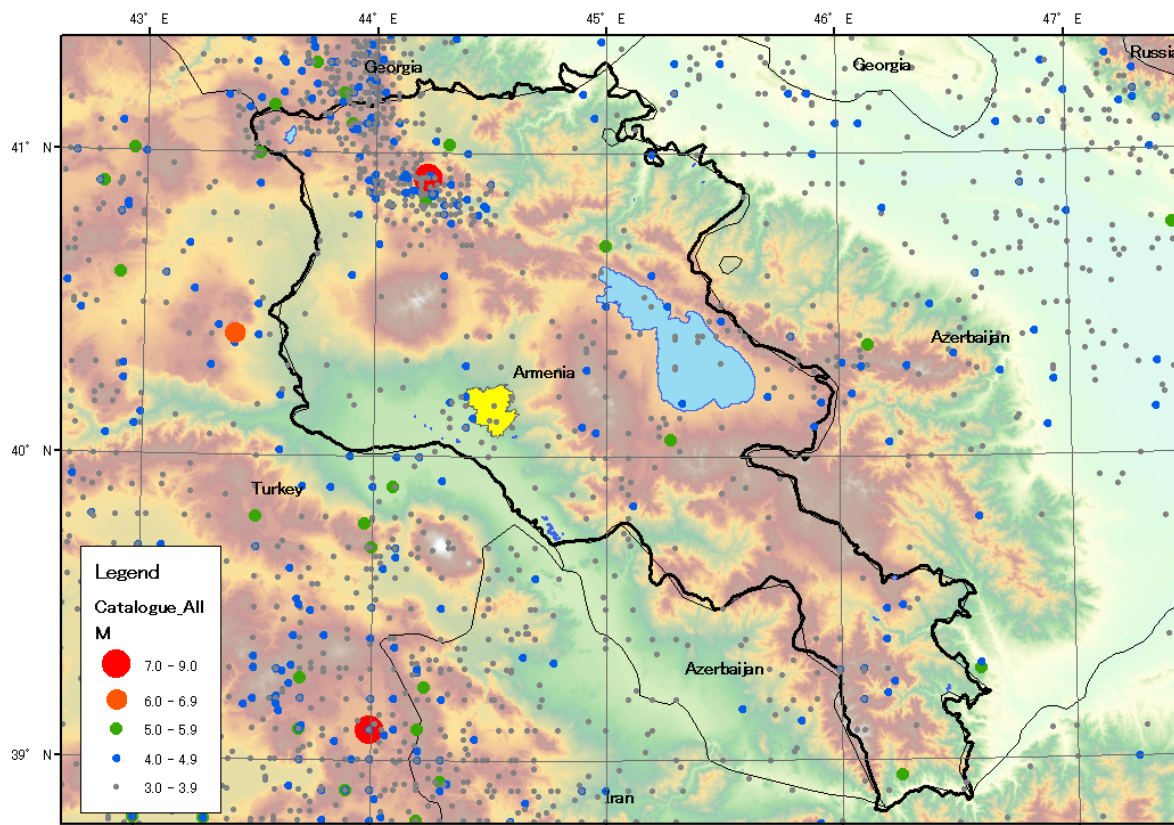 43° E 44° E 45° E 46° E 47° E
Georgia
Georgia
Russia
41° N
Azerbaijan
Armenia
40° N
Turkey
Legend
Catalogue_All
M
7.0 - 9.0
6.0 - 6.9
5.0 - 5.9
4.0 - 4.9
3.0 - 3.9
Azerbaijan
39° N
Iran